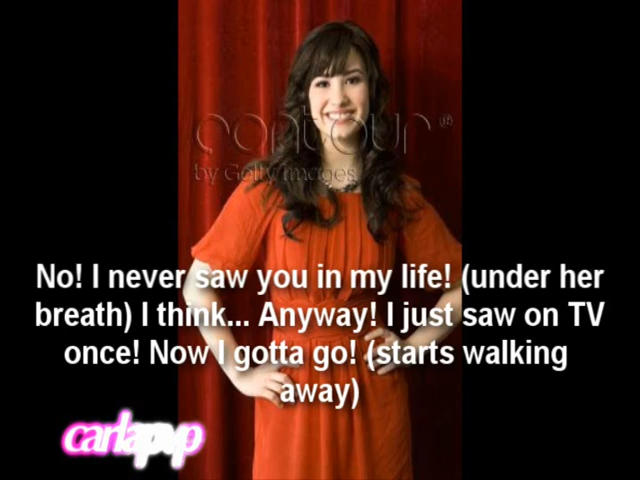 contour®
by Getty Images
No! I never saw you in my life! (under her
breath) I think... Anyway! I just saw on TV
once! Now I gotta go! (starts walking
away)
carlapvp